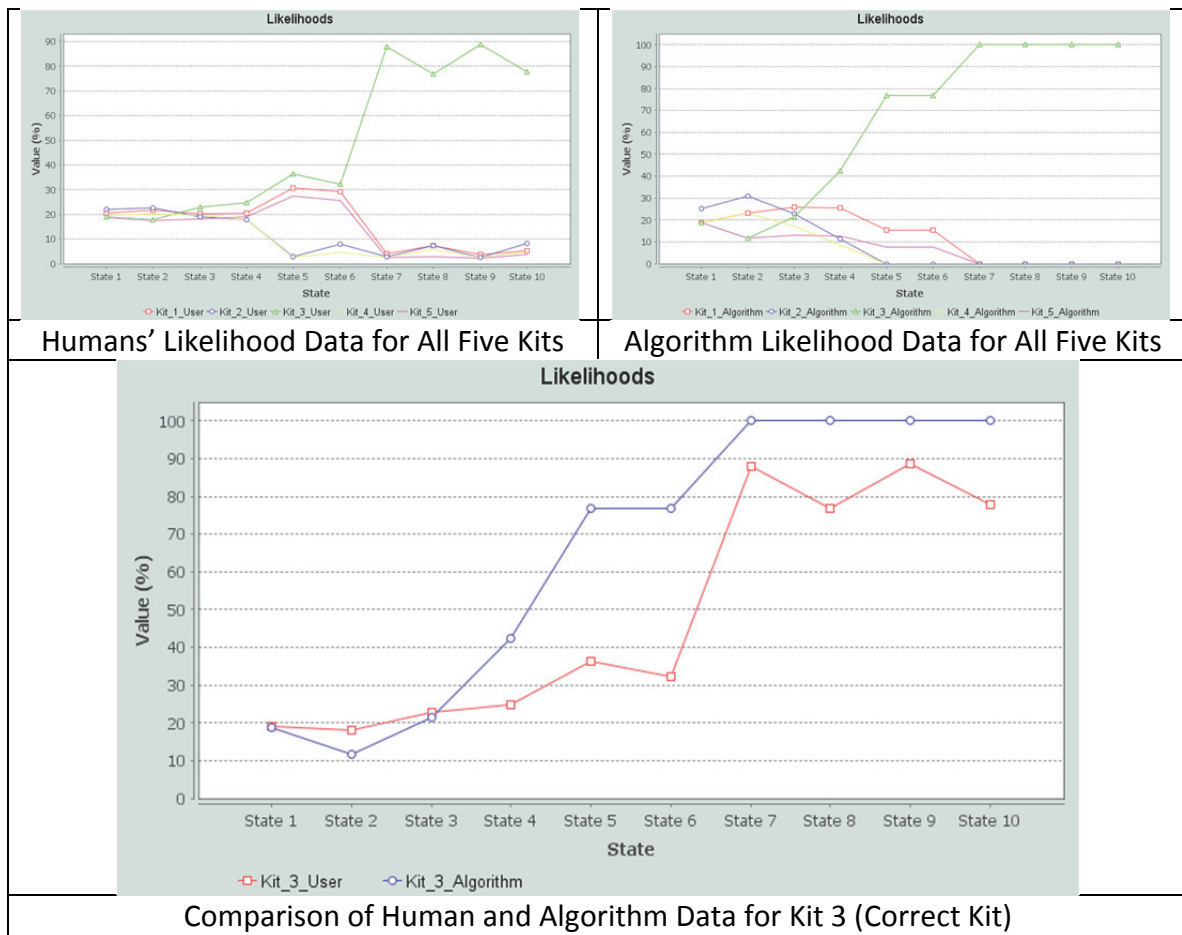 Likelihoods
Value (%)
90
80
70
60
50
40
30
20
10
0
State 1 State 2 State 3 State 4 State 5 State 6 State 7 State 8 State 9 State 10
State
Kit_1_User Kit_2_User Kit_3_User Kit_4_User Kit_5_User
Humans’ Likelihood Data for All Five Kits
Likelihoods
Value (%)
100
90
80
70
60
50
40
30
20
10
0
State 1 State 2 State 3 State 4 State 5 State 6 State 7 State 8 State 9 State 10
State
Kit_1_Algorithm Kit_2_Algorithm Kit_3_Algorithm Kit_4_Algorithm Kit_5_Algorithm
Algorithm Likelihood Data for All Five Kits
Likelihoods
Value (%)
100
90
80
70
60
50
40
30
20
10
0
State 1 State 2 State 3 State 4 State 5 State 6 State 7 State 8 State 9 State 10
State
Kit_3_User Kit_3_Algorithm
Comparison of Human and Algorithm Data for Kit 3 (Correct Kit)